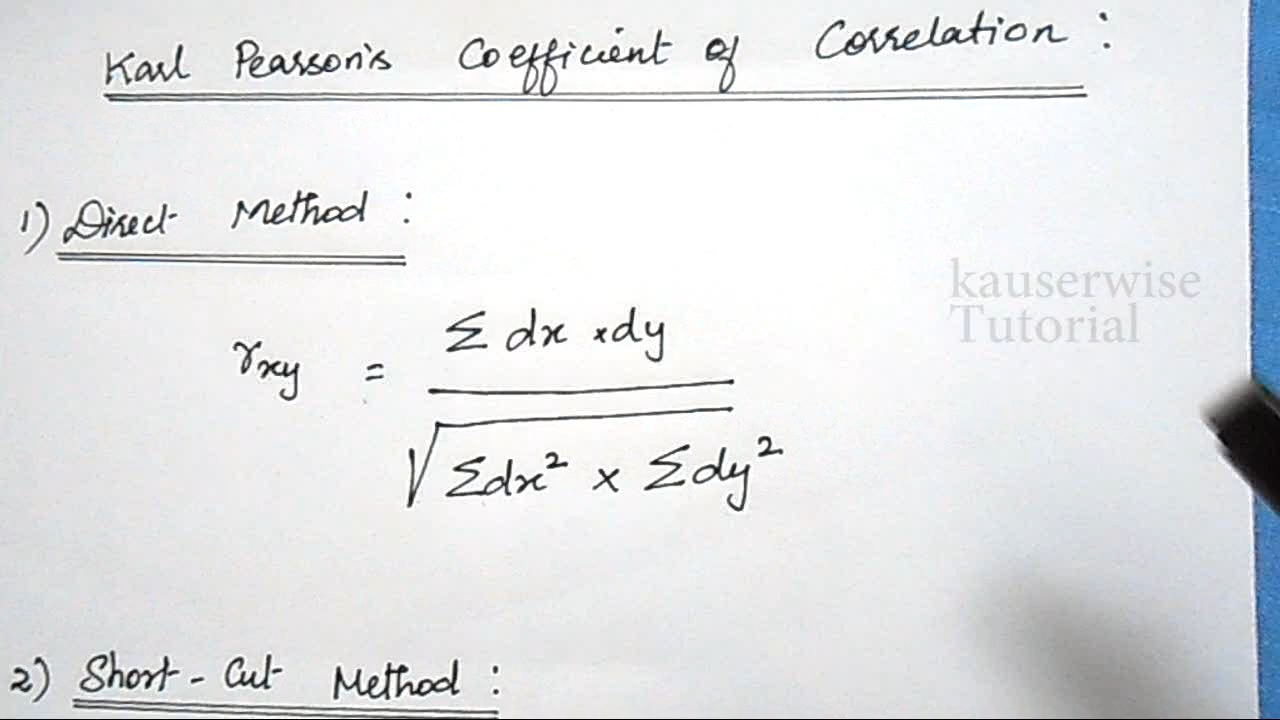 Karl Pearson's Coefficient of Correlation :
1) Direct Method :
kauserwise
Tutorial
rxy = Σ dx × dy
√Σdx² × Σdy²
2) Short-Cut Method :